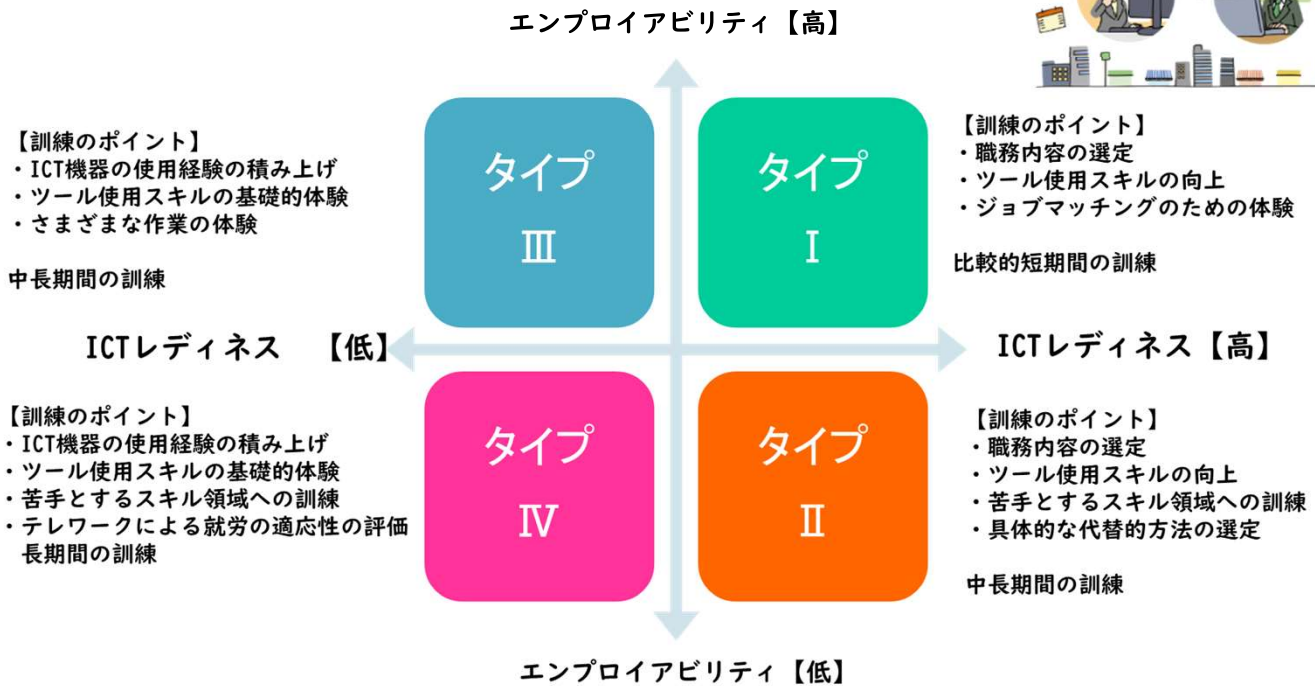 エンプロイアビリティ【高】
【訓練のポイント】
・ICT機器の使用経験の積み上げ
・ツール使用スキルの基礎的体験
・さまざまな作業の体験
中長期間の訓練
タイプ
Ⅲ
タイプ
Ⅰ
【訓練のポイント】
・職務内容の選定
・ツール使用スキルの向上
・ジョブマッチングのための体験
比較的短期間の訓練
ICTレディネス　【低】
ICTレディネス【高】
【訓練のポイント】
・ICT機器の使用経験の積み上げ
・ツール使用スキルの基礎的体験
・苦手とするスキル領域への訓練
・テレワークによる就労の適応性の評価
長期間の訓練
タイプ
Ⅳ
タイプ
Ⅱ
【訓練のポイント】
・職務内容の選定
・ツール使用スキルの向上
・苦手とするスキル領域への訓練
・具体的な代替的方法の選定
中長期間の訓練
エンプロイアビリティ【低】